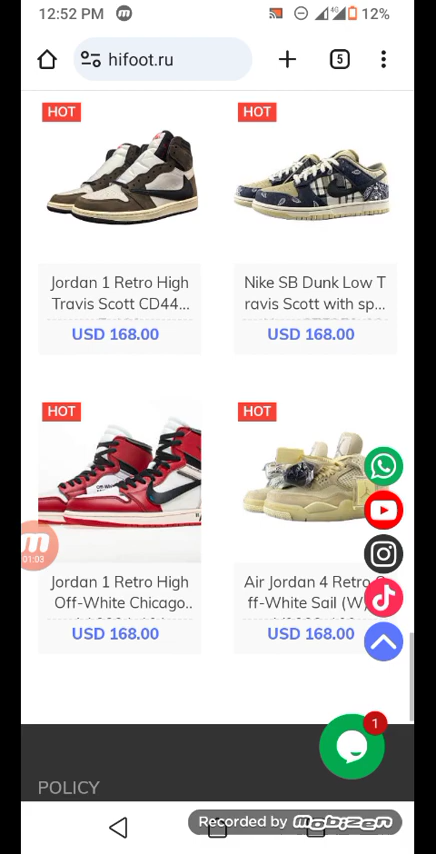 12:52 PM
4G
12%
hifoot.ru
5
HOT
HOT
Jordan 1 Retro High
Travis Scott CD44...
USD 168.00
Nike SB Dunk Low T
ravis Scott with sp...
USD 168.00
HOT
HOT
01:03
Jordan 1 Retro High
Off-White Chicago..
USD 168.00
Air Jordan 4 Retro
ff-White Sail (W)
USD 168.00
1
POLICY
Recorded by mobizen